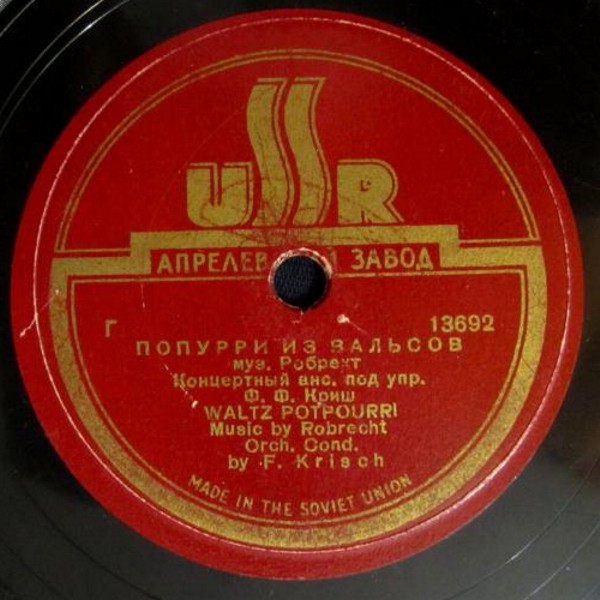 USSR
АПРЕЛЕВ Й ЗАВОД
Г 13692
ПОПУРРИ ИЗ ВАЛЬСОВ
муз. Робрехт
Концертный анс. под упр.
Ф. Ф. Криш
WALTZ POTPOURRI
Music by Robrecht
Orch. Cond.
by F. Krisch
MADE IN THE SOVIET UNION